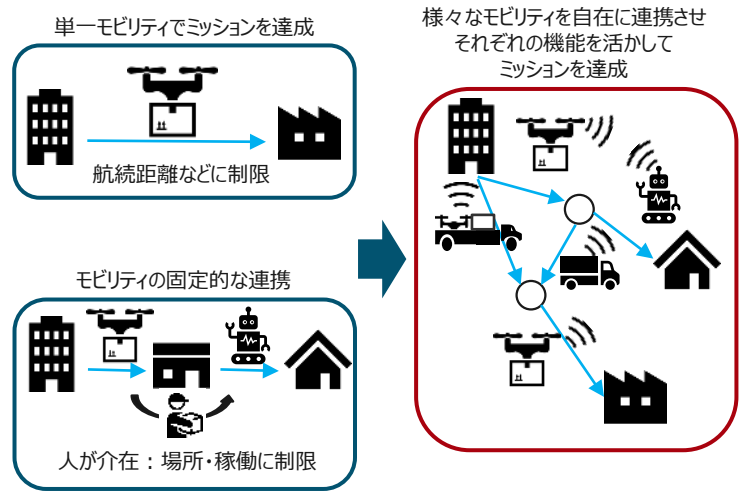 単一モビリティでミッションを達成
航続距離などに制限
モビリティの固定的な連携
人が介在：場所・稼働に制限
様々なモビリティを自在に連携させ
それぞれの機能を活かして
ミッションを達成